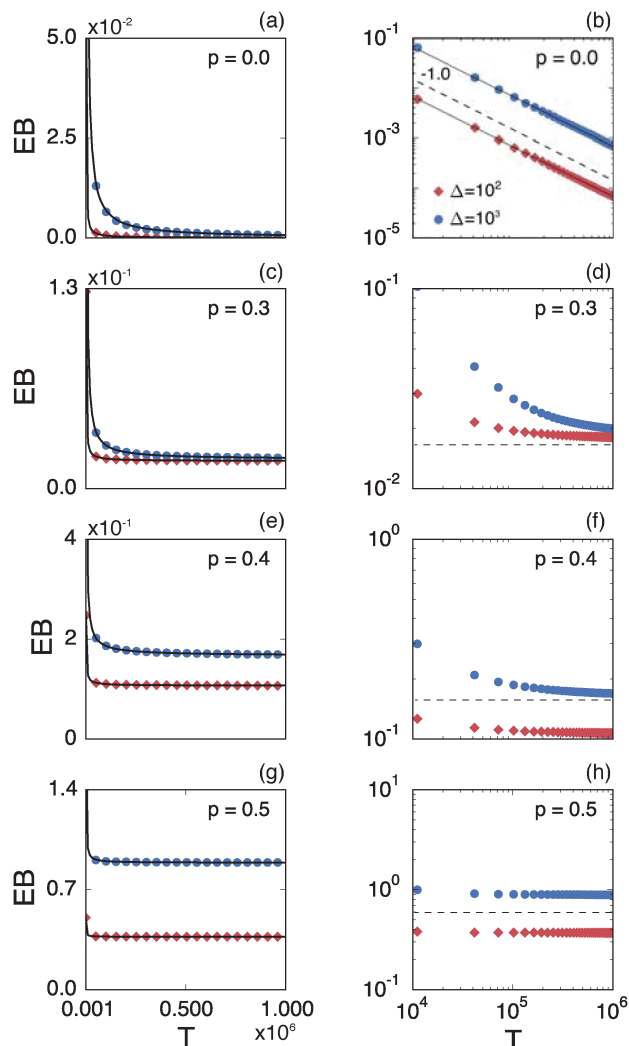 (a)
x10⁻²
5.0
2.5
0.0
EB
p = 0.0
(b)
10⁻¹
10⁻³
10⁻⁵
p = 0.0
-1.0
Δ=10²
Δ=10³
(c)
x10⁻¹
1.3
0.0
EB
p = 0.3
(d)
10⁻¹
10⁻²
p = 0.3
(e)
x10⁻¹
4
2
0
EB
p = 0.4
(f)
10⁰
10⁻¹
p = 0.4
(g)
1.4
0.7
0.0
EB
p = 0.5
0.001 0.500 1.000
T x10⁶
(h)
10¹
10⁰
10⁻¹
p = 0.5
10⁴ 10⁵ 10⁶
T